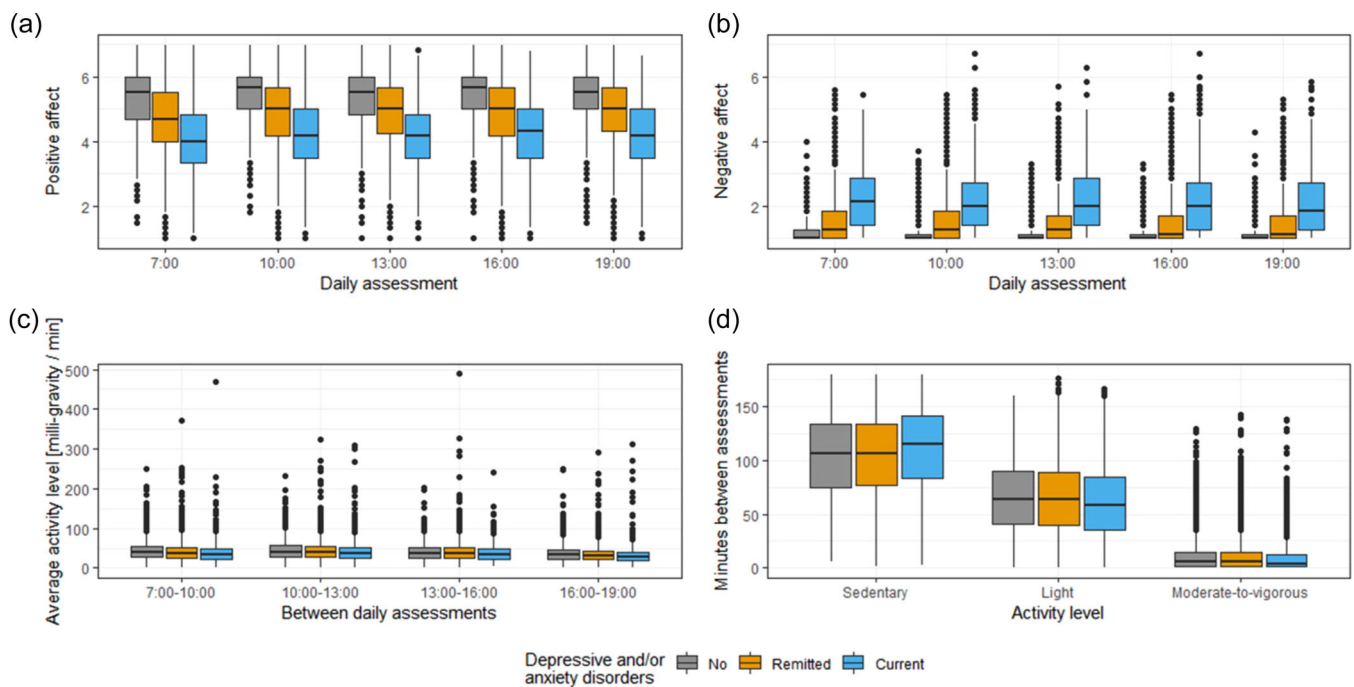 (a)
Positive affect
6
4
2
7:00 10:00 13:00 16:00 19:00
Daily assessment
(b)
Negative affect
6
4
2
7:00 10:00 13:00 16:00 19:00
Daily assessment
(c)
Average activity level [milli-gravity / min]
500
400
300
200
100
0
7:00-10:00 10:00-13:00 13:00-16:00 16:00-19:00
Between daily assessments
(d)
Minutes between assessments
150
100
50
0
Sedentary Light Moderate-to-vigorous
Activity level
Depressive and/or
anxiety disorders
No Remitted Current